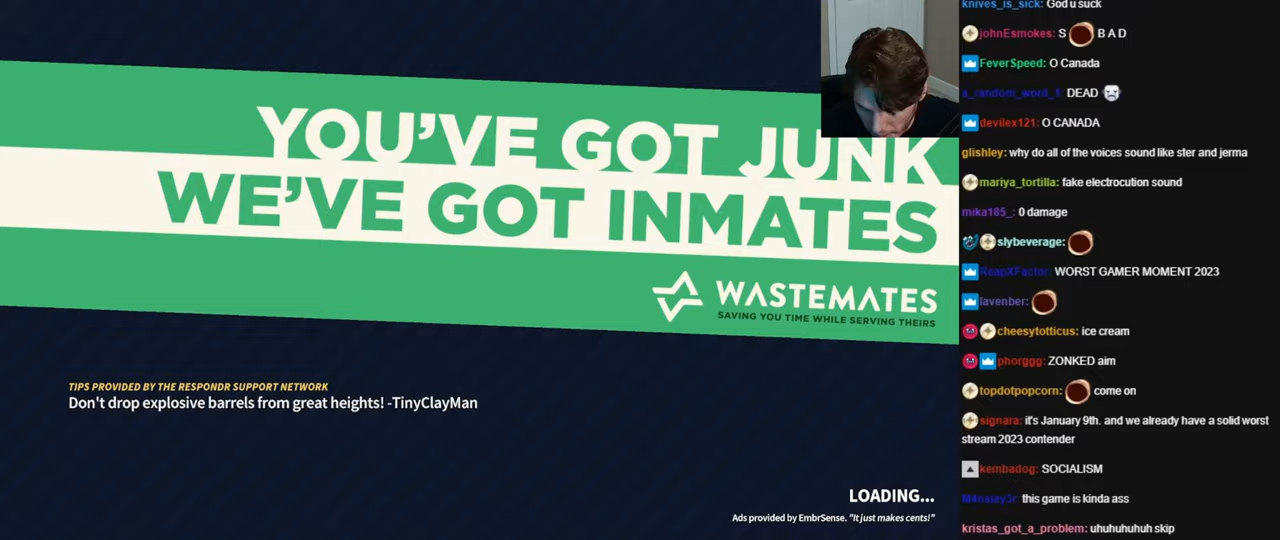 YOU'VE GOT JUNK
WE'VE GOT INMATES
WASTEMATES
SAVING YOU TIME WHILE SERVING THEIRS
TIPS PROVIDED BY THE RESPONDR SUPPORT NETWORK
Don't drop explosive barrels from great heights! -TinyClayMan
LOADING...
Ads provided by EmbrSense. "It just makes cents!"
knives_is_sick: God u suck
johnEsmokes: S B A D
FeverSpeed: O Canada
a_random_word_1: DEAD
devilex121: O CANADA
glishley: why do all of the voices sound like ster and jerma
mariya_tortilla: fake electrocution sound
mika185_: 0 damage
slybeverage:
ReapXFactor: WORST GAMER MOMENT 2023
lavenber:
cheesytotticus: ice cream
phorggg: ZONKED aim
topdotpopcorn: come on
signara: it's January 9th. and we already have a solid worst
stream 2023 contender
kembadog: SOCIALISM
this game is kinda ass
kristas_got_a_problem: uhuhuhuhuh skip